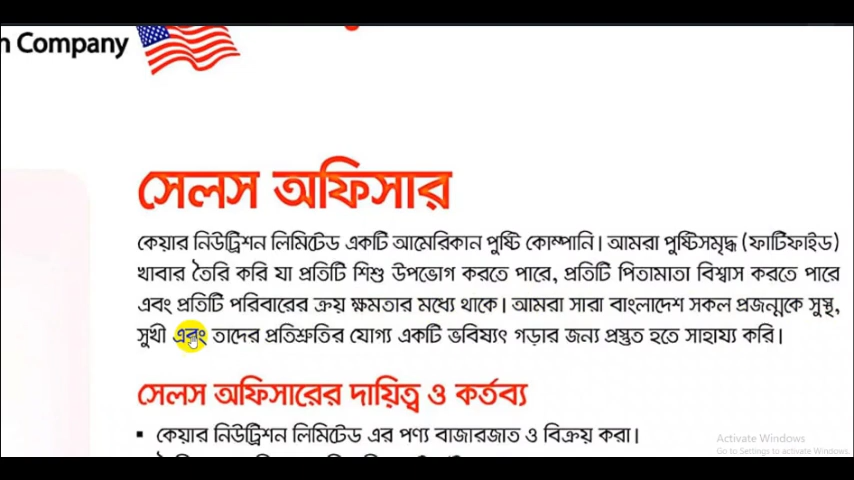 n Company
সেলস অফিসার
কেয়ার নিউট্রিশন লিমিটেড একটি আমেরিকান পুষ্টি কোম্পানি। আমরা পুষ্টিসমৃদ্ধ (ফার্টিফাইড)
খাবার তৈরি করি যা প্রতিটি শিশু উপভোগ করতে পারে, প্রতিটি পিতামাতা বিশ্বাস করতে পারে
এবং প্রতিটি পরিবারের ক্রয় ক্ষমতার মধ্যে থাকে। আমরা সারা বাংলাদেশ সকল প্রজন্মকে সুস্থ,
সুখী এবং তাদের প্রতিশ্রুতির যোগ্য একটি ভবিষ্যৎ গড়ার জন্য প্রস্তুত হতে সাহায্য করি।
সেলস অফিসারের দায়িত্ব ও কর্তব্য
▪ কেয়ার নিউট্রিশন লিমিটেড এর পণ্য বাজারজাত ও বিক্রয় করা।
Activate Windows
Go to Settings to activate Windows.